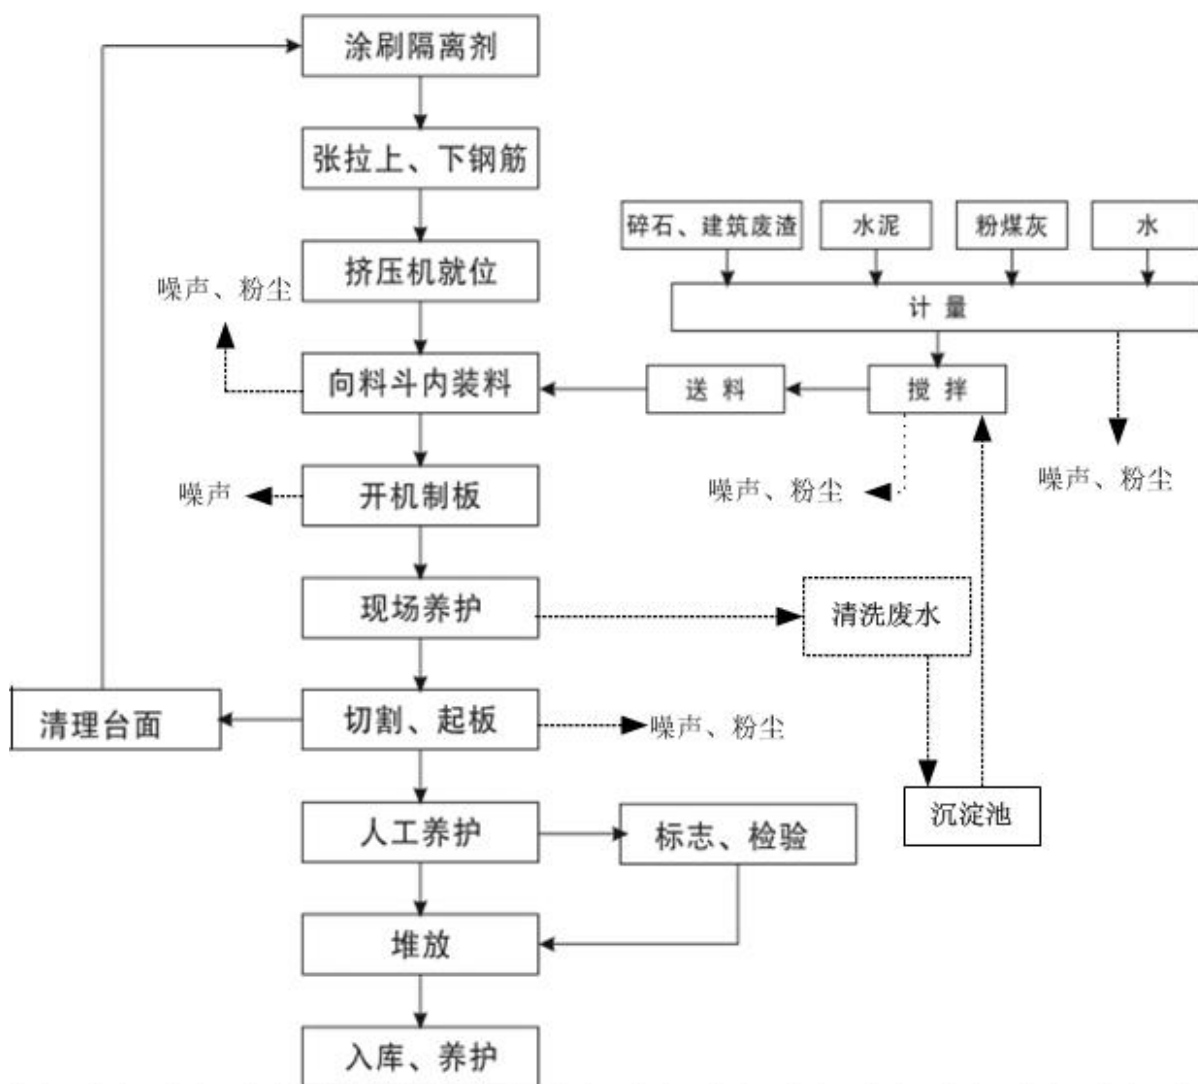 涂刷隔离剂
张拉上、下钢筋
碎石、建筑废渣
水泥
粉煤灰
水
挤压机就位
噪声、粉尘
计 量
向料斗内装料
送 料
搅 拌
噪声
开机制板
噪声、粉尘
噪声、粉尘
现场养护
清洗废水
清理台面
切割、起板
噪声、粉尘
沉淀池
人工养护
标志、检验
堆放
入库、养护